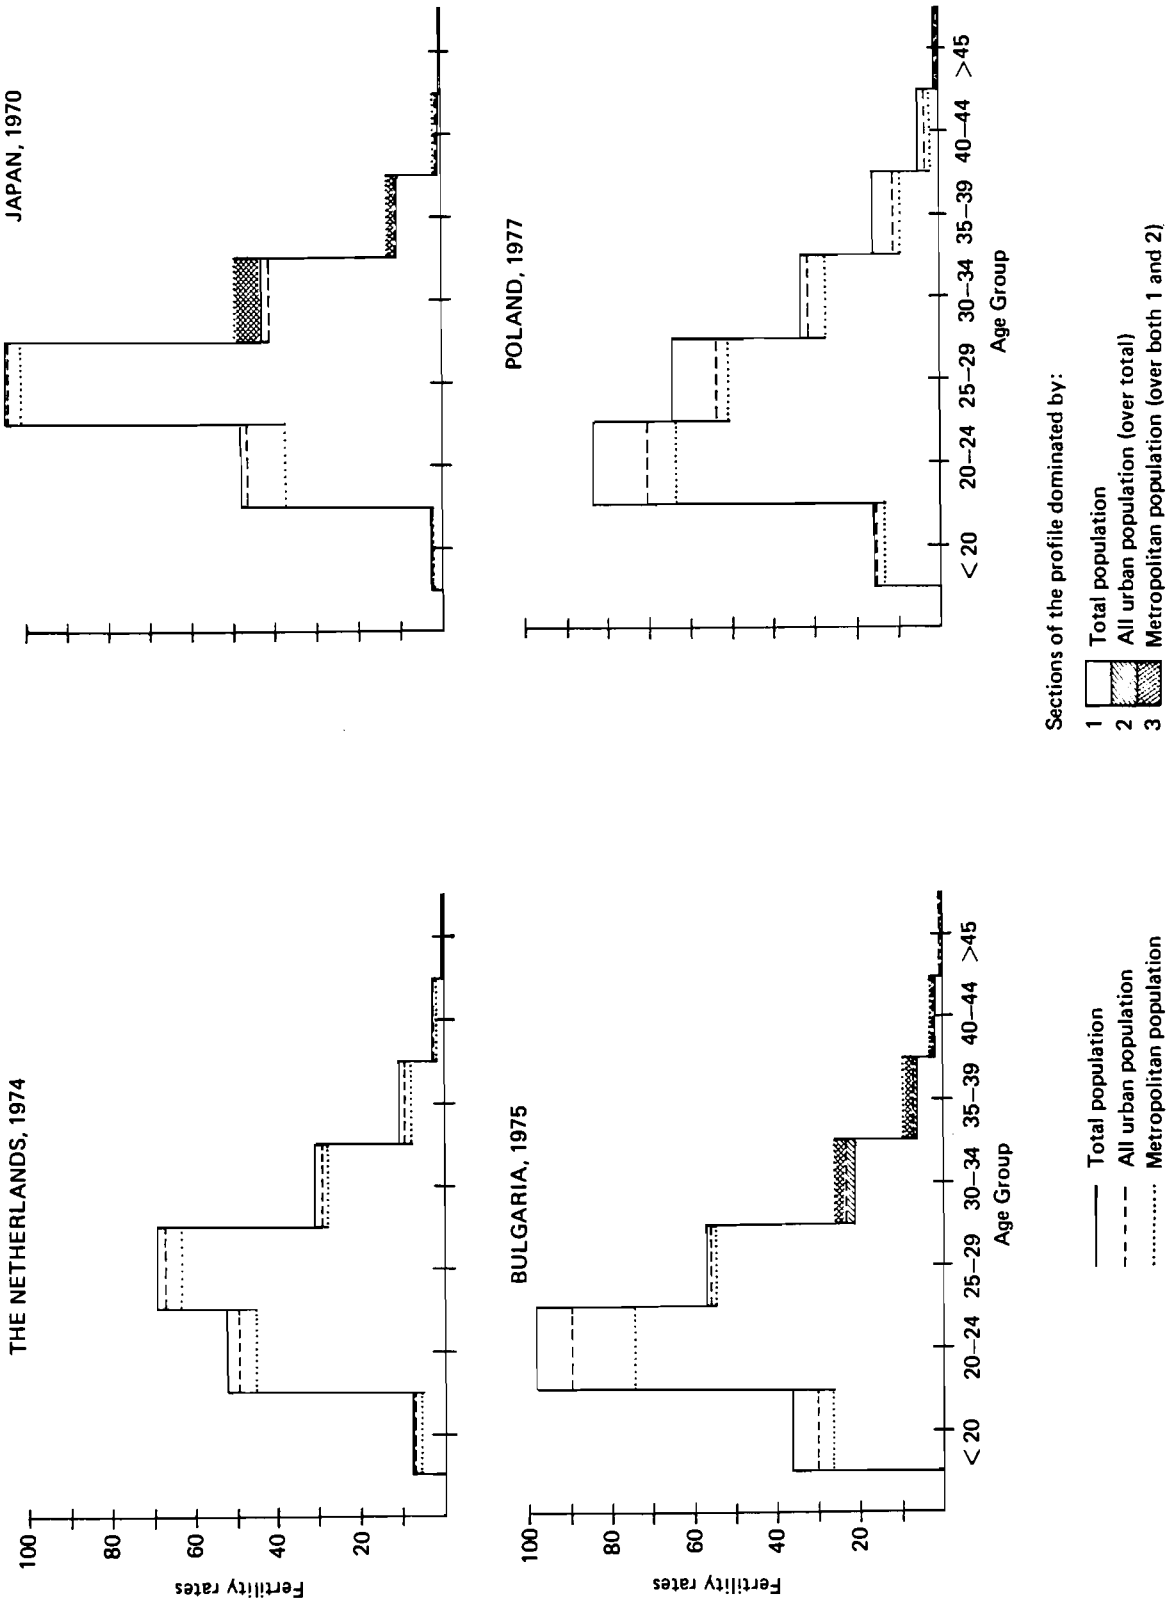 THE NETHERLANDS, 1974
100
80
60
40
20
Fertility rates
JAPAN, 1970
BULGARIA, 1975
100
80
60
40
20
Fertility rates
<20
20–24
25–29
30–34
35–39
40–44
>45
Age Group
POLAND, 1977
<20
20–24
25–29
30–34
35–39
40–44
>45
Age Group
Total population
All urban population
Metropolitan population
Sections of the profile dominated by:
1 Total population
2 All urban population (over total)
3 Metropolitan population (over both 1 and 2)